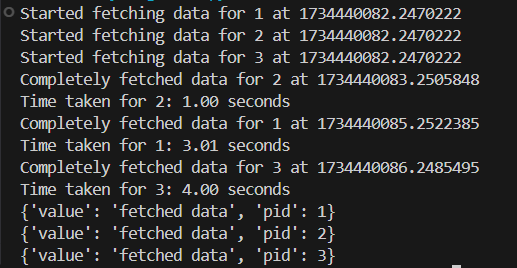 Started fetching data for 1 at 1734440082.2470222
Started fetching data for 2 at 1734440082.2470222
Started fetching data for 3 at 1734440082.2470222
Completely fetched data for 2 at 1734440083.2505848
Time taken for 2: 1.00 seconds
Completely fetched data for 1 at 1734440085.2522385
Time taken for 1: 3.01 seconds
Completely fetched data for 3 at 1734440086.2485495
Time taken for 3: 4.00 seconds
{'value': 'fetched data', 'pid': 1}
{'value': 'fetched data', 'pid': 2}
{'value': 'fetched data', 'pid': 3}